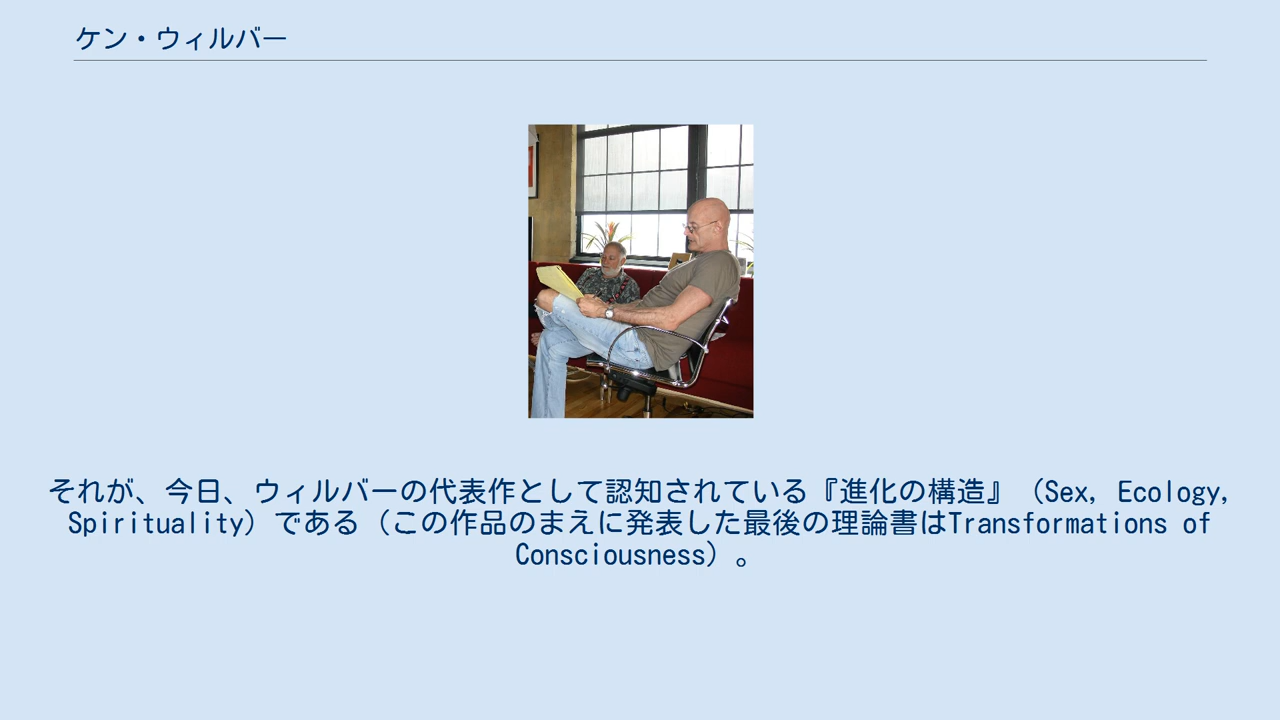 ケン・ウィルバー
それが、今日、ウィルバーの代表作として認知されている『進化の構造』（Sex, Ecology,
Spirituality）である（この作品のまえに発表した最後の理論書はTransformations of
Consciousness）。